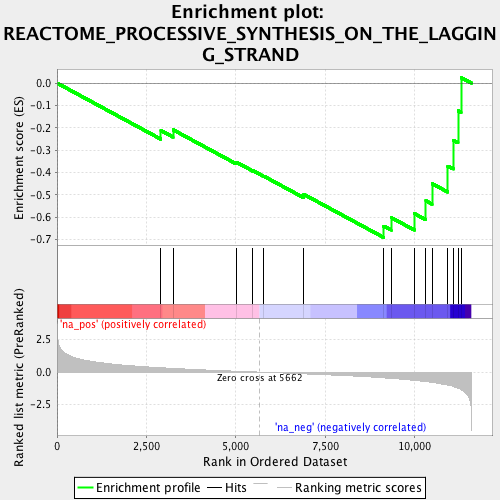 Enrichment plot:
REACTOME_PROCESSIVE_SYNTHESIS_ON_THE_LAGGIN
G_STRAND
Enrichment score (ES)
0.0
-0.1
-0.2
-0.3
-0.4
-0.5
-0.6
-0.7
'na_pos' (positively correlated)
Ranked list metric (PreRanked)
2.5
0.0
-2.5
Zero cross at 5662
'na_neg' (negatively correlated)
0
2,500
5,000
7,500
10,000
Rank in Ordered Dataset
Enrichment profile
Hits
Ranking metric scores